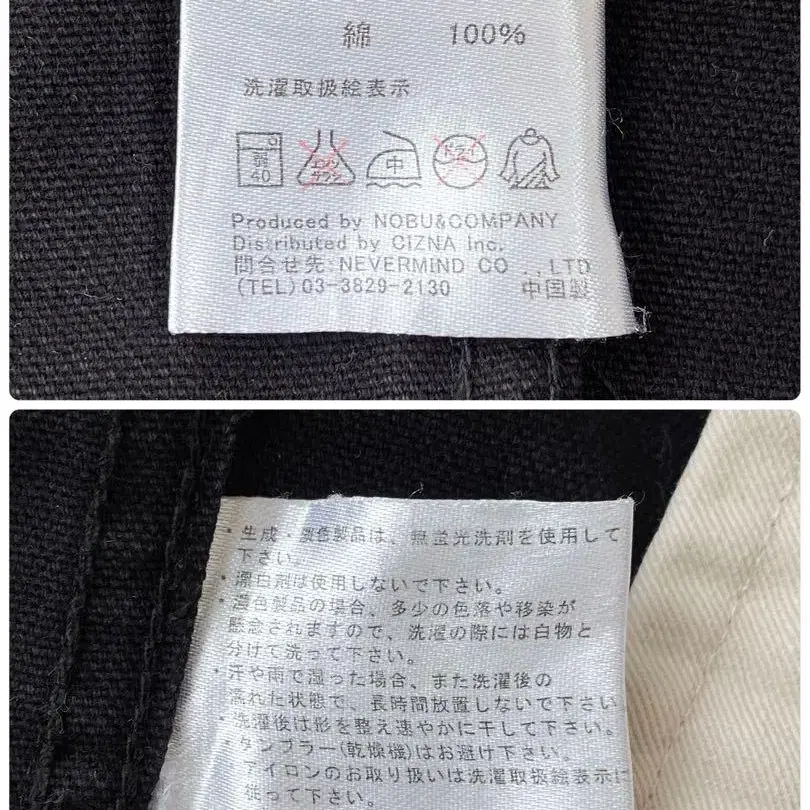 綿 100%
洗濯取扱絵表示
弱 40 エンソ サラシ 中 ドライ
Produced by NOBU&COMPANY
Distributed by CIZNA Inc.
問合せ先:NEVERMIND CO .,LTD
(TEL)03-3829-2130 中国製
・生成・淡色製品は、無蛍光洗剤を使用して
下さい。
・漂白剤は使用しないで下さい。
・濃色製品の場合、多少の色落や移染が
懸念されますので、洗濯の際には白物と
分けて洗って下さい。
・汗や雨で湿った場合、また洗濯後の
濡れた状態で、長時間放置しないで下さい
・洗濯後は形を整え速やかに干して下さい。
・タンブラー(乾燥機)はお避け下さい。
アイロンのお取り扱いは洗濯取扱絵表示に
従って下さい。